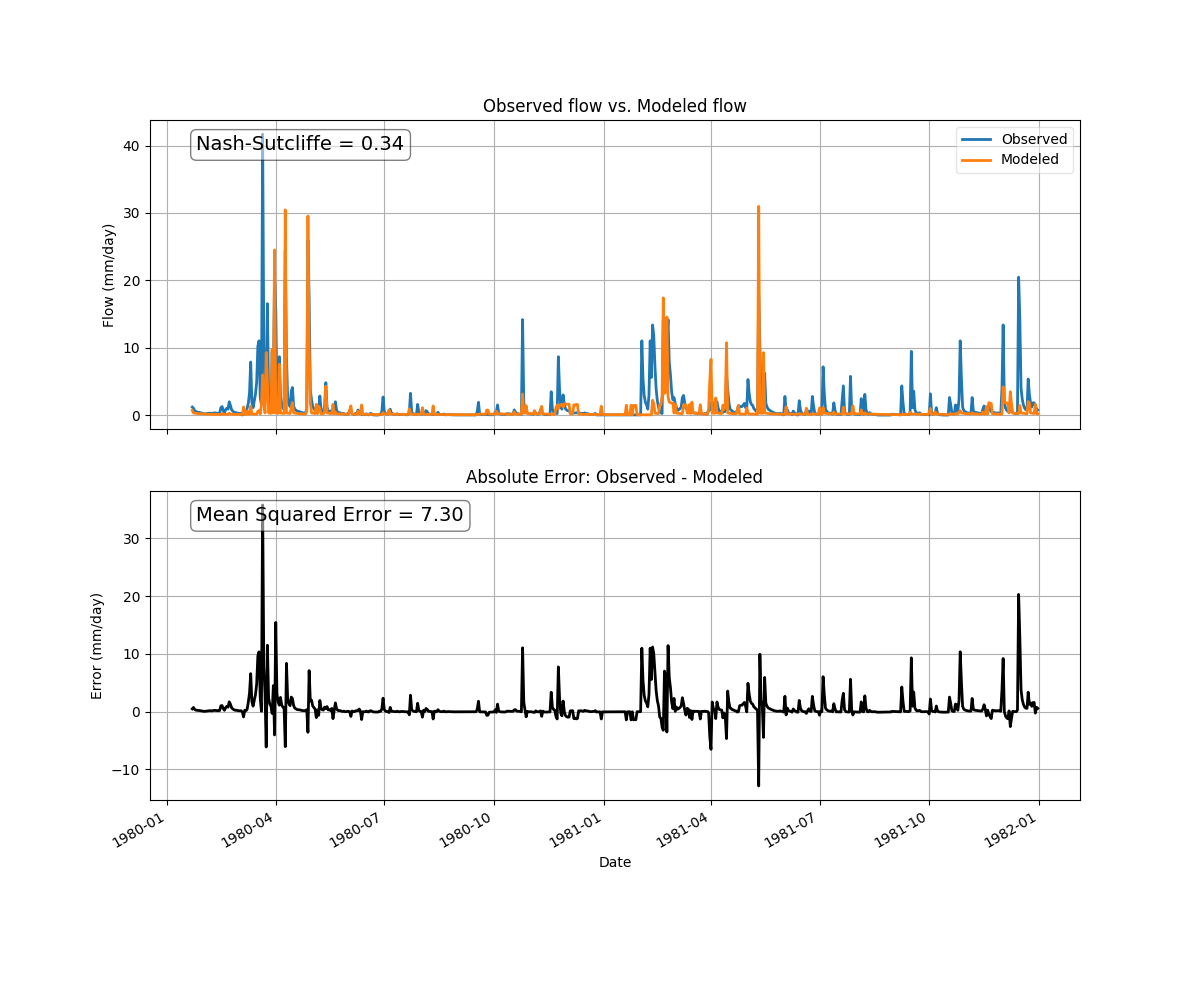 Observed flow vs. Modeled flow
Nash-Sutcliffe = 0.34
Observed
Modeled
Flow (mm/day)
40
30
20
10
0
Absolute Error: Observed - Modeled
Mean Squared Error = 7.30
Error (mm/day)
30
20
10
0
−10
1980-01
1980-04
1980-07
1980-10
1981-01
1981-04
1981-07
1981-10
1982-01
Date